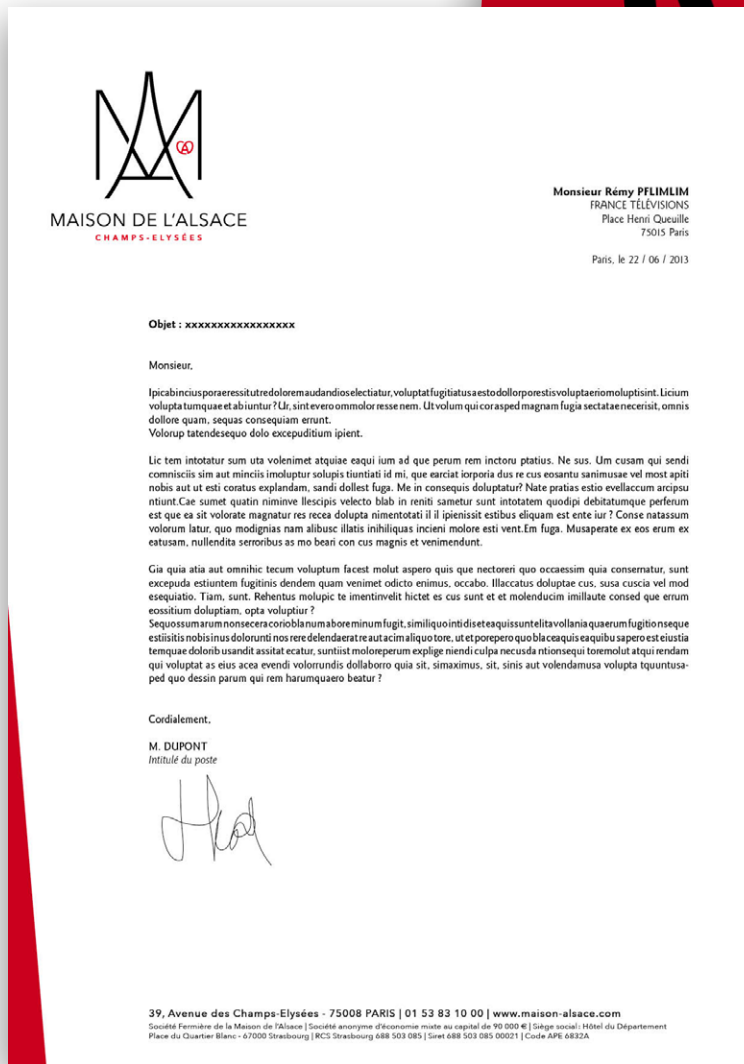 MAISON DE L'ALSACE
CHAMPS-ELYSÉES
Monsieur Rémy PFLIMLIM
FRANCE TÉLÉVISIONS
Place Henri Queuille
75015 Paris
Paris, le 22 / 06 / 2013
Objet : xxxxxxxxxxxxxxxxx
Monsieur,
Ipicabinciusporaeressitutredoloremaudandioselectiatur, voluptatfugitiatusaestodollorporestisvoluptaeriomoluptisint. Licium
volupta tumquae et abiuntur ? Ur, sint evero ommolor resse nem. Ut volum qui cor asped magnam fugia sectatae necerisit, omnis
dollore quam, sequas consequiam errunt.
Volorup tatendesequo dolo excepuditium ipient.
Lic tem intotatur sum uta volenimet atquiae eaqui ium ad que perum rem inctoru ptatius. Ne sus. Um cusam qui sendi
comnisciis sim aut minciis imoluptur solupis tiuntiati id mi, que earciat iorporia dus re cus eosantu sanimusae vel most apiti
nobis aut ut esti coratus explandam, sandi dollest fuga. Me in consequis doluptatur? Nate pratias estio evellaccum arcipsu
ntiunt.Cae sumet quatin niminve llescipis velecto blab in reniti sametur sunt intotatem quodipi debitatumque perferum
est que ea sit volorate magnatur res recea dolupta nimentotati il il ipienissit estibus eliquam est ente iur ? Conse natassum
volorum latur, quo modignias nam alibusc illatis inihiliquas incieni molore esti vent.Em fuga. Musaperate ex eos erum ex
eatusam, nullendita serroribus as mo beari con cus magnis et venimendunt.
Gia quia atia aut omnihic tecum voluptum facest molut aspero quis que nectoreri quo occaessim quia consernatur, sunt
excepuda estiuntem fugitinis dendem quam venimet odicto enimus, occabo. Illaccatus doluptae cus, susa cuscia vel mod
esequiatio. Tiam, sunt. Rehentus molupic te imentinvelit hictet es cus sunt et et molenducim imillaute consed que errum
eossitium doluptiam, opta voluptiur ?
Sequossumarumnonseceracorioblanumaboreminumfugit, similiquointidiseteaquissuntelitavollaniaquaerumfugitionseque
estiisitis nobis inus dolorunti nos rere delendaerat re aut acim aliquo tore, ut et porepero quo blaceaquis eaquibu sapero est eiustia
temquae dolorib usandit assitat ecatur, suntiist moloreperum explige niendi culpa necusda ntionsequi toremolut atqui rendam
qui voluptat as eius acea evendi volorrundis dollaborro quia sit, simaximus, sit, sinis aut volendamusa volupta tquuntusa-
ped quo dessin parum qui rem harumquaero beatur ?
Cordialement,
M. DUPONT
Intitulé du poste
39, Avenue des Champs-Elysées - 75008 PARIS | 01 53 83 10 00 | www.maison-alsace.com
Société Fermière de la Maison de l'Alsace | Société anonyme d'économie mixte au capital de 90 000 € | Siège social : Hôtel du Département
Place du Quartier Blanc - 67000 Strasbourg | RCS Strasbourg 688 503 085 | Siret 688 503 085 00021 | Code APE 6832A